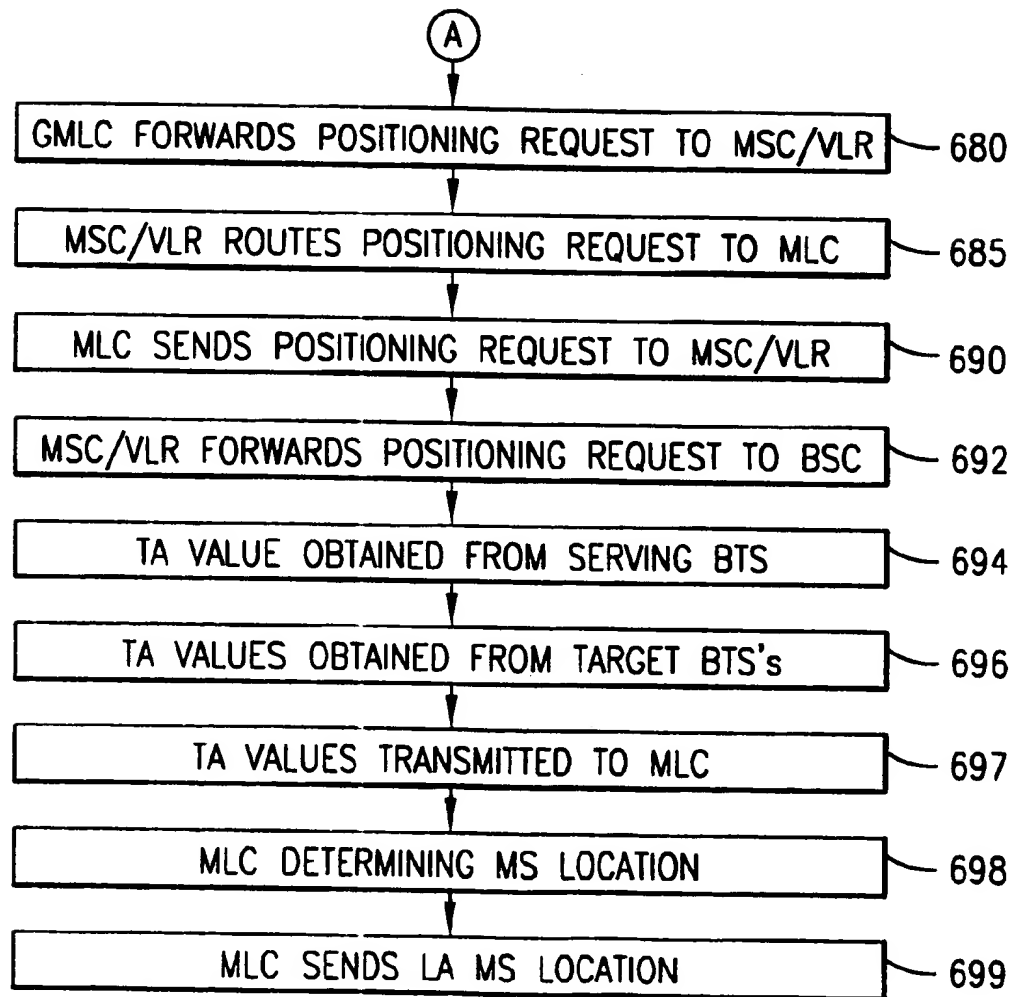 A
GMLC FORWARDS POSITIONING REQUEST TO MSC/VLR 680
MSC/VLR ROUTES POSITIONING REQUEST TO MLC 685
MLC SENDS POSITIONING REQUEST TO MSC/VLR 690
MSC/VLR FORWARDS POSITIONING REQUEST TO BSC 692
TA VALUE OBTAINED FROM SERVING BTS 694
TA VALUES OBTAINED FROM TARGET BTS's 696
TA VALUES TRANSMITTED TO MLC 697
MLC DETERMINING MS LOCATION 698
MLC SENDS LA MS LOCATION 699